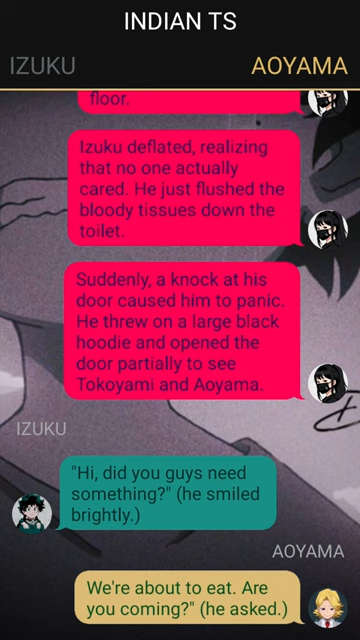 INDIAN TS
IZUKU
AOYAMA
floor.
Izuku deflated, realizing
that no one actually
cared. He just flushed the
bloody tissues down the
toilet.
Suddenly, a knock at his
door caused him to panic.
He threw on a large black
hoodie and opened the
door partially to see
Tokoyami and Aoyama.
IZUKU
"Hi, did you guys need
something?" (he smiled
brightly.)
AOYAMA
We're about to eat. Are
you coming?" (he asked.)